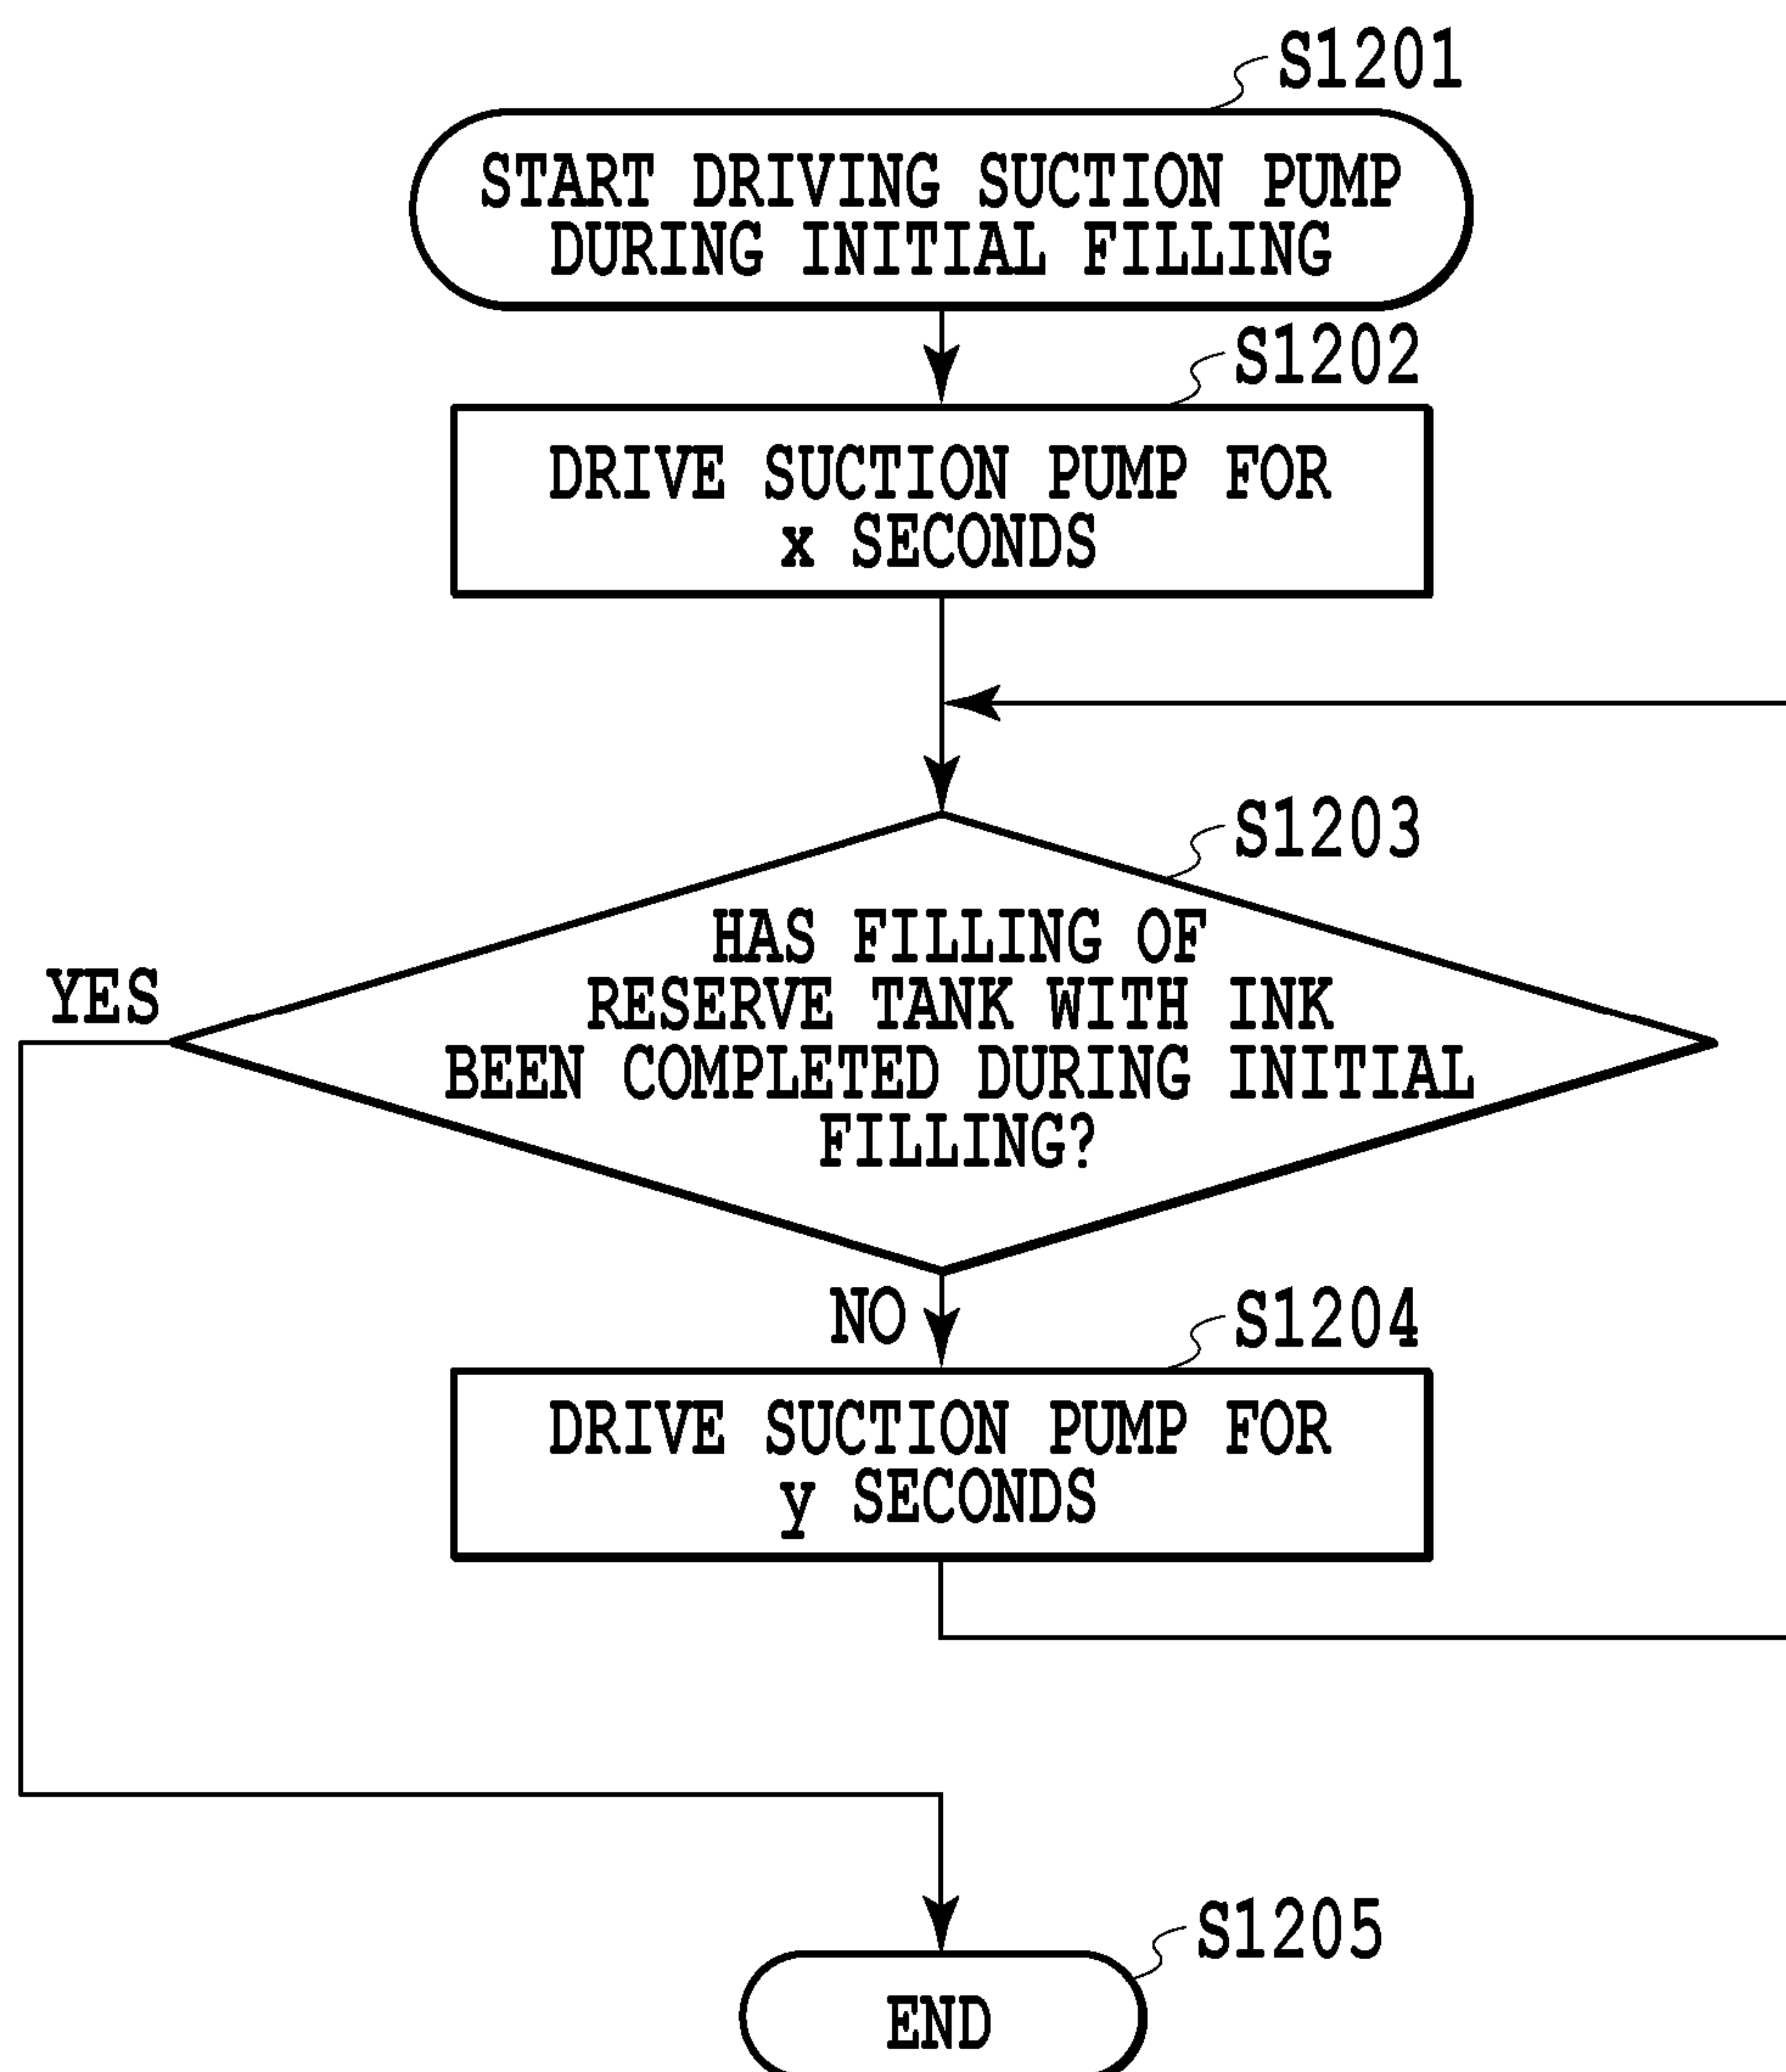 S1201
START DRIVING SUCTION PUMP
DURING INITIAL FILLING
S1202
DRIVE SUCTION PUMP FOR
x SECONDS
S1203
HAS FILLING OF
RESERVE TANK WITH INK
BEEN COMPLETED DURING INITIAL
FILLING?
YES
NO
S1204
DRIVE SUCTION PUMP FOR
y SECONDS
S1205
END